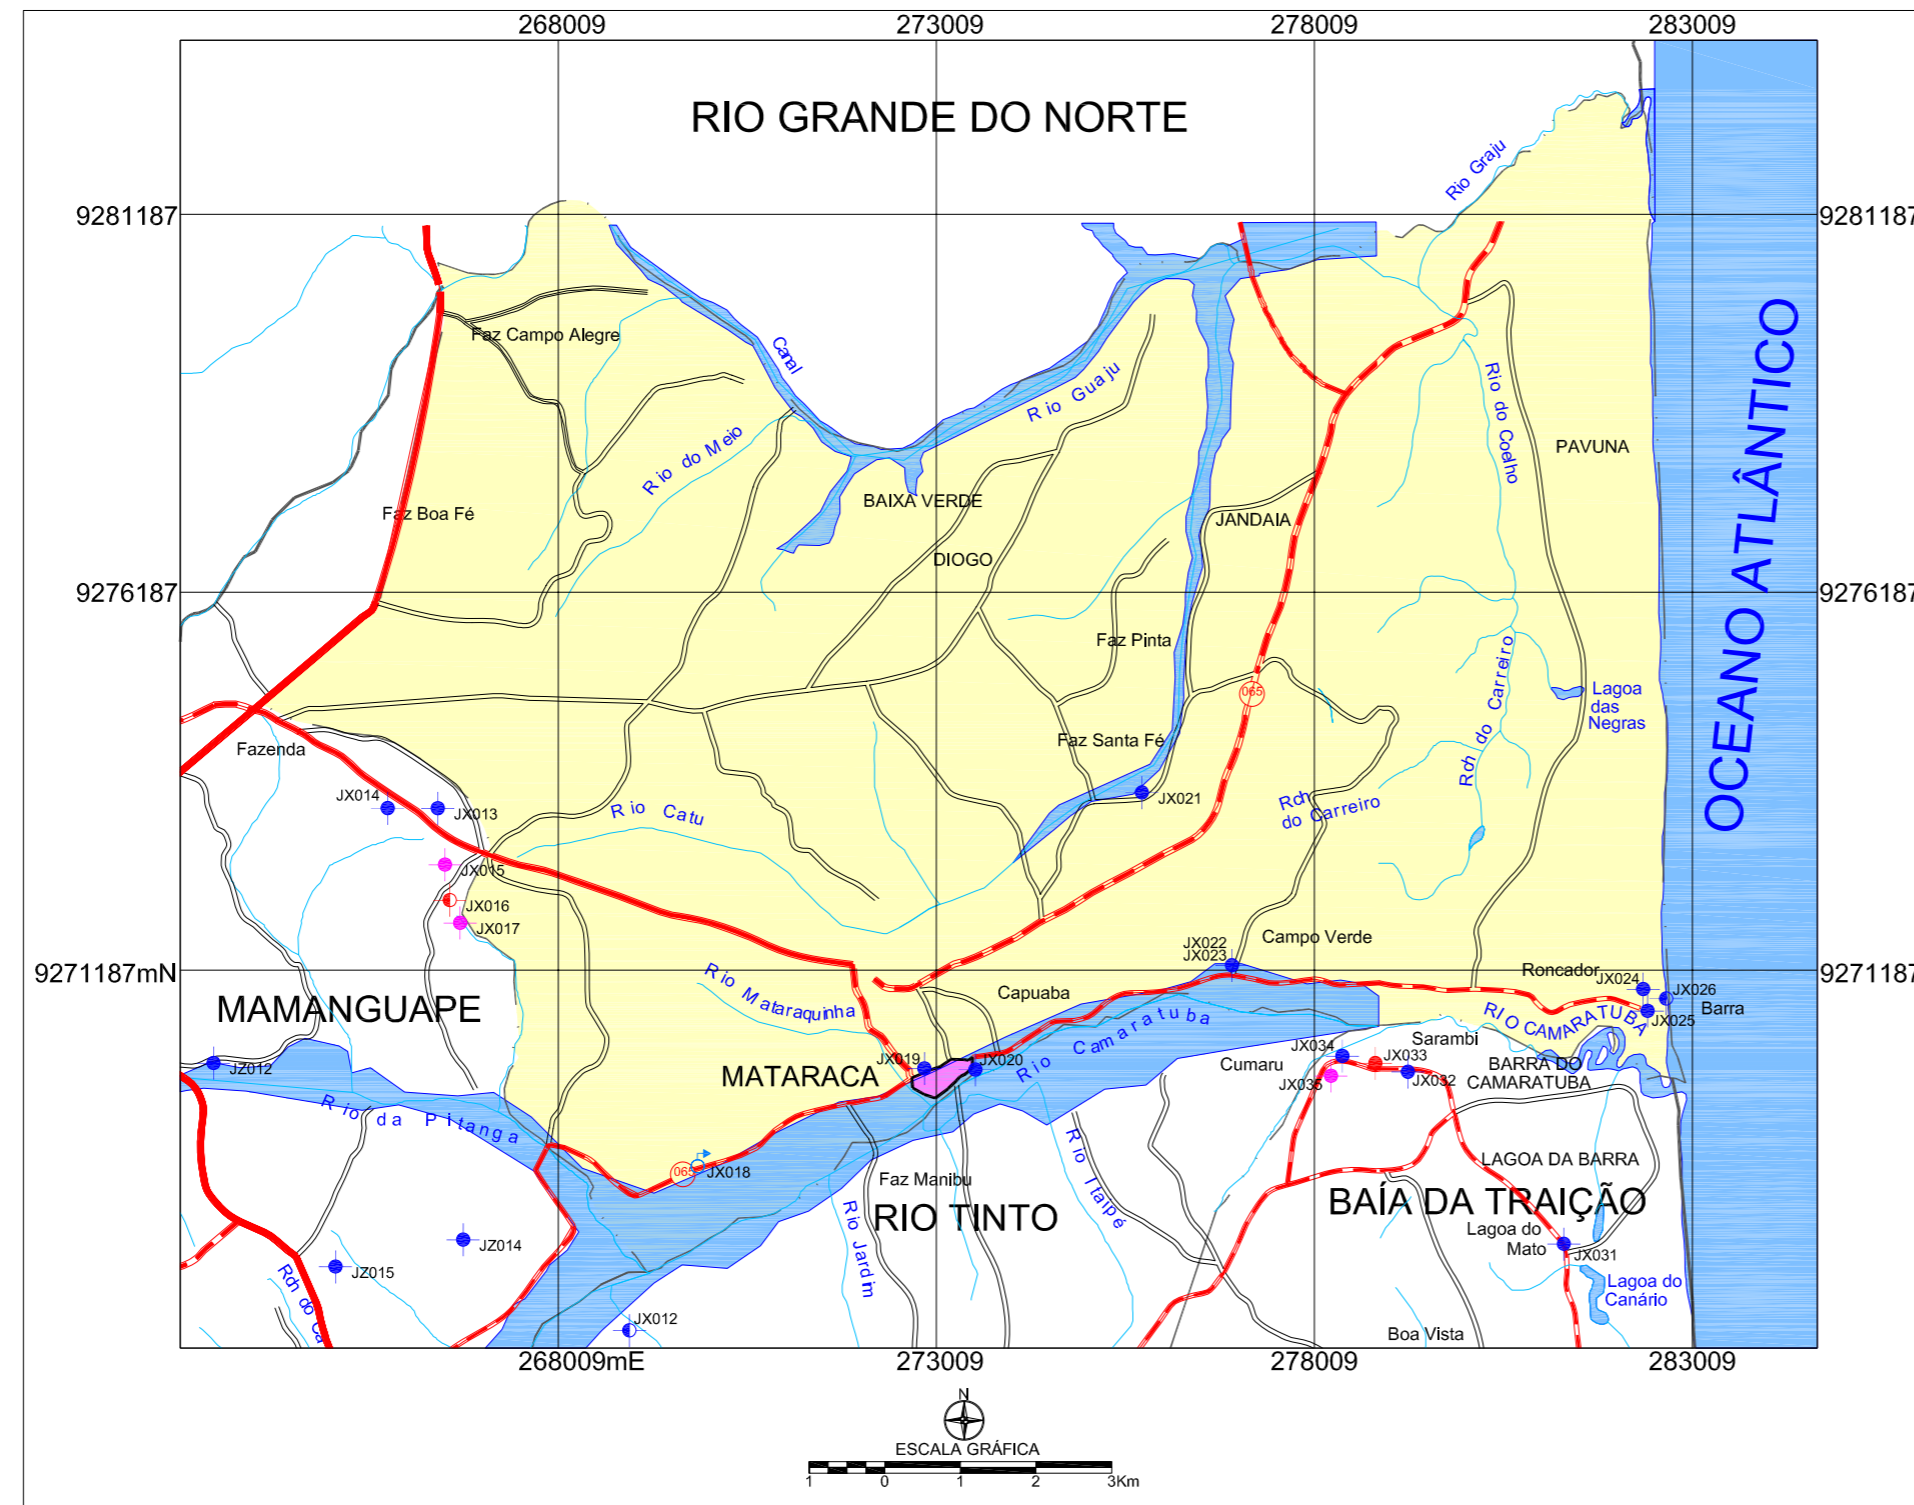 268009
273009
278009
283009
RIO GRANDE DO NORTE
Rio Graju
9281187
9281187
Faz Campo Alegre
Canal
Rio Guaju
Rio do Coelho
OCEANO ATLÂNTICO
Rio do Meio
PAVUNA
Faz Boa Fé
BAIXA VERDE
JANDAIA
DIOGO
9276187
9276187
Faz Pinta
Rch do Carreiro
065
Lagoa
das
Negras
Fazenda
Faz Santa Fé
JX014
JX013
Rio Catu
JX021
Rch
do Carreiro
JX015
JX016
JX017
JX022
JX023
Campo Verde
9271187mN
Rio Mataraquinha
Capuaba
Roncador
9271187
JX024
JX026
MAMANGUAPE
Rio Camaratuba
RIO CAMARATUBA
Barra
JX025
JX019
JX020
JX034
Sarambi
JX033
Cumaru
BARRA DO
CAMARATUBA
JZ012
MATARACA
JX035
JX032
Rio da Pitanga
Rio Itaipé
LAGOA DA BARRA
065
JX018
Faz Manibu
BAÍA DA TRAIÇÃO
RIO TINTO
Rio Jardim
Lagoa do
Mato
JZ014
JX031
JZ015
Rch do Ca
Lagoa do
Canário
JX012
Boa Vista
268009mE
273009
278009
283009
N
ESCALA GRÁFICA
1 0 1 2 3Km